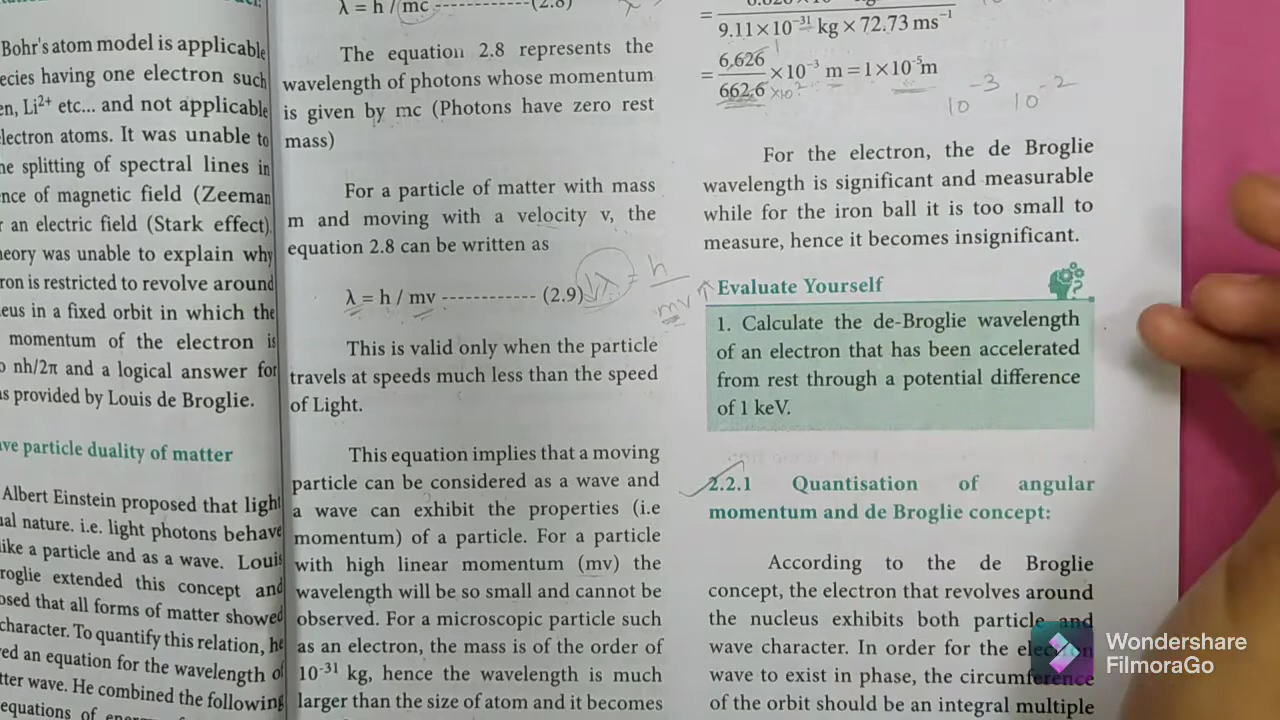 Bohr's atom model is applicable
ecies having one electron such
en, Li²⁺ etc... and not applicable
lectron atoms. It was unable to
he splitting of spectral lines in
ence of magnetic field (Zeeman
r an electric field (Stark effect).
heory was unable to explain why
ron is restricted to revolve around
leus in a fixed orbit in which the
momentum of the electron is
o nh/2π and a logical answer for
as provided by Louis de Broglie.
ave particle duality of matter
Albert Einstein proposed that light
ual nature. i.e. light photons behave
like a particle and as a wave. Louis
roglie extended this concept and
osed that all forms of matter showed
character. To quantify this relation, he
ed an equation for the wavelength of
tter wave. He combined the following
equations of
λ = h / mc ------------(2.8)
The equation 2.8 represents the
wavelength of photons whose momentum
is given by mc (Photons have zero rest
mass)
For a particle of matter with mass
m and moving with a velocity v, the
equation 2.8 can be written as
λ = h / mv ------------ (2.9)
↓λ = h
mv ↑
This is valid only when the particle
travels at speeds much less than the speed
of Light.
This equation implies that a moving
particle can be considered as a wave and
a wave can exhibit the properties (i.e
momentum) of a particle. For a particle
with high linear momentum (mv) the
wavelength will be so small and cannot be
observed. For a microscopic particle such
as an electron, the mass is of the order of
10⁻³¹ kg, hence the wavelength is much
larger than the size of atom and it becomes
=
9.11×10⁻³¹ kg × 72.73 ms⁻¹
6,626
= ×10⁻³ m = 1×10⁻⁵m
662.6 ×10²
10⁻³ 10⁻²
For the electron, the de Broglie
wavelength is significant and measurable
while for the iron ball it is too small to
measure, hence it becomes insignificant.
Evaluate Yourself
1. Calculate the de-Broglie wavelength
of an electron that has been accelerated
from rest through a potential difference
of 1 keV.
2.2.1 Quantisation of angular
momentum and de Broglie concept:
According to the de Broglie
concept, the electron that revolves around
the nucleus exhibits both particle and
wave character. In order for the electron
wave to exist in phase, the circumference
of the orbit should be an integral multiple
Wondershare
FilmoraGo